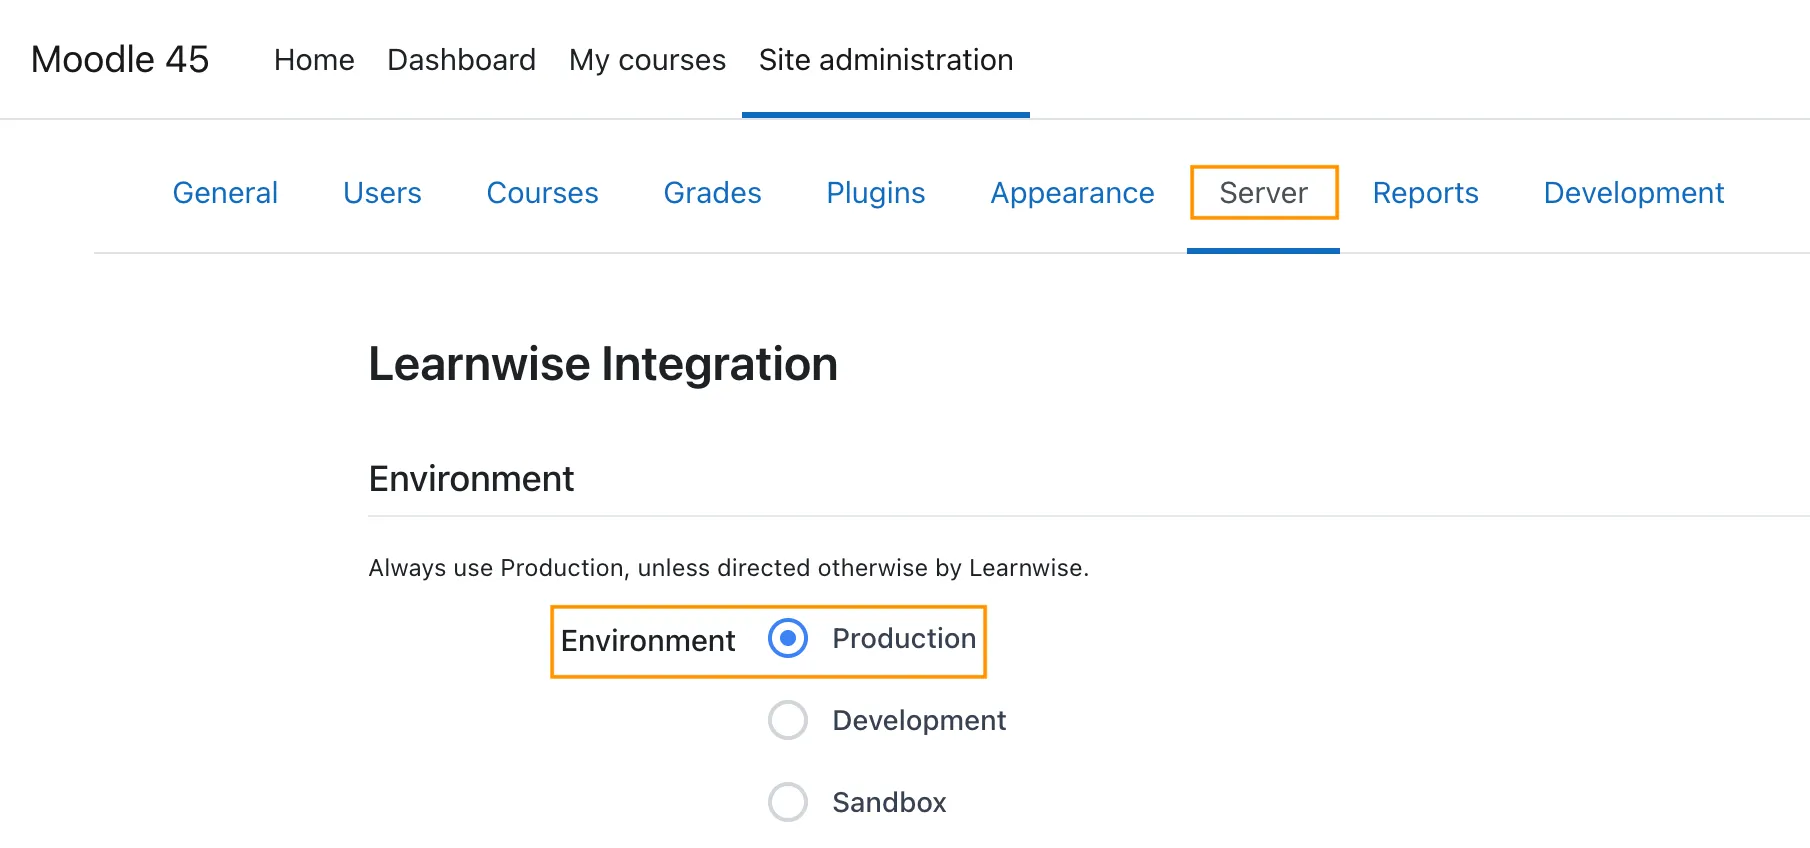 Moodle 45 Home Dashboard My courses Site administration
General Users Courses Grades Plugins Appearance Server Reports Development
Learnwise Integration
Environment
Always use Production, unless directed otherwise by Learnwise.
Environment Production
Development
Sandbox